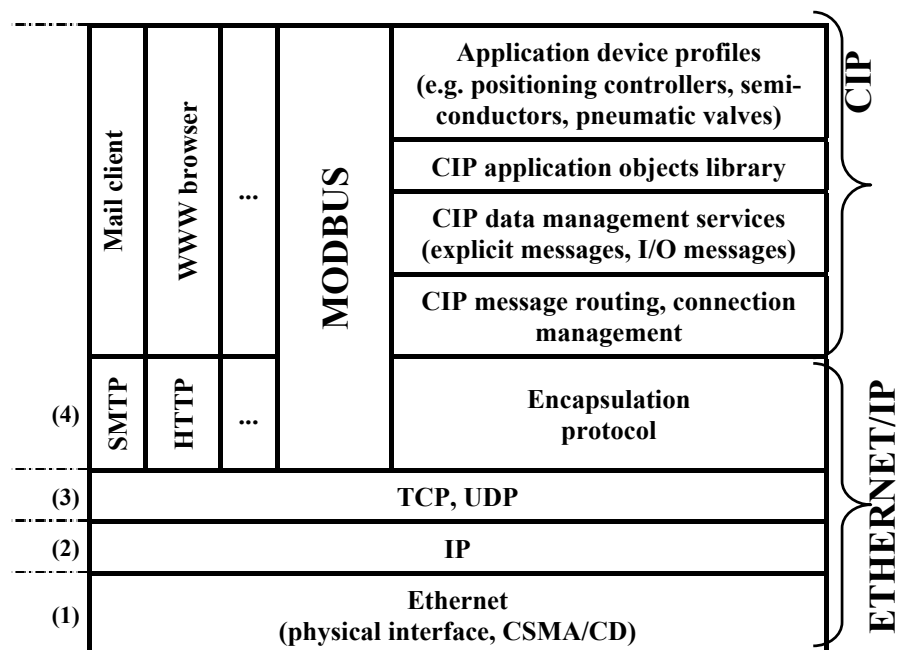 Application device profiles
(e.g. positioning controllers, semi-
conductors, pneumatic valves)
CIP
Mail client
WWW browser
...
MODBUS
CIP application objects library
CIP data management services
(explicit messages, I/O messages)
CIP message routing, connection
management
(4)
SMTP
HTTP
...
Encapsulation
protocol
ETHERNET/IP
(3)
TCP, UDP
(2)
IP
(1)
Ethernet
(physical interface, CSMA/CD)